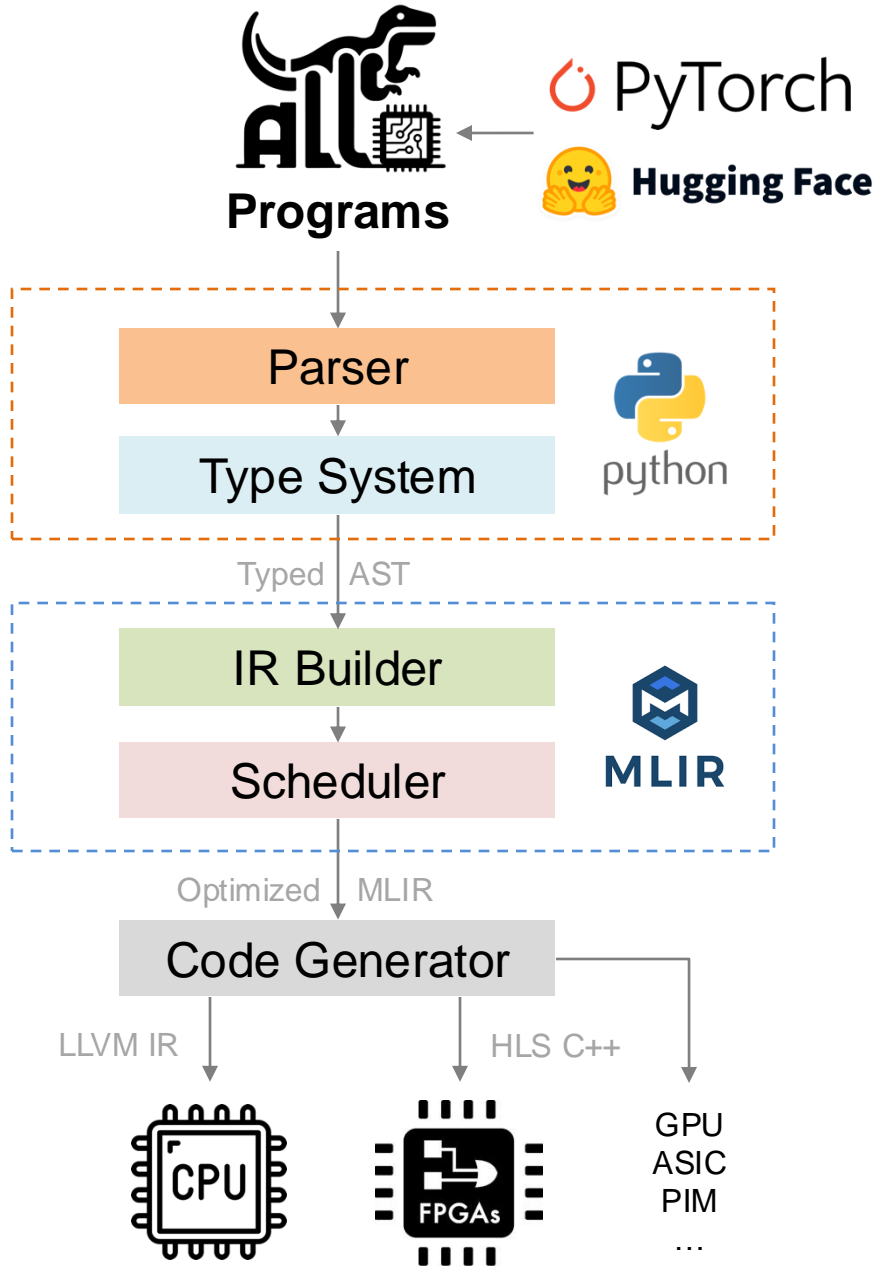 ALLO
PyTorch
Hugging Face
Programs
Parser
Type System
python
Typed AST
IR Builder
Scheduler
MLIR
Optimized MLIR
Code Generator
LLVM IR
HLS C++
CPU
FPGAs
GPU
ASIC
PIM
...